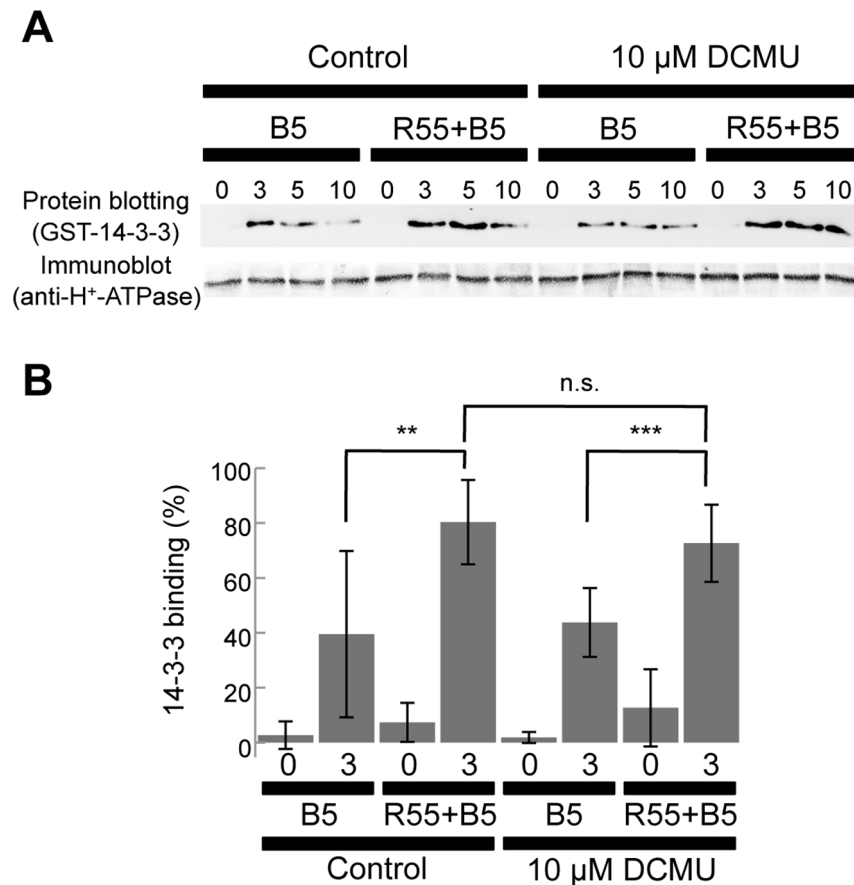 A
Control 10 μM DCMU
B5 R55+B5 B5 R55+B5
0 3 5 10 0 3 5 10 0 3 5 10 0 3 5 10
Protein blotting
(GST-14-3-3)
Immunoblot
(anti-H⁺-ATPase)
B
n.s.
** ***
14-3-3 binding (%)
100
80
60
40
20
0
0 3 0 3 0 3 0 3
B5 R55+B5 B5 R55+B5
Control 10 μM DCMU